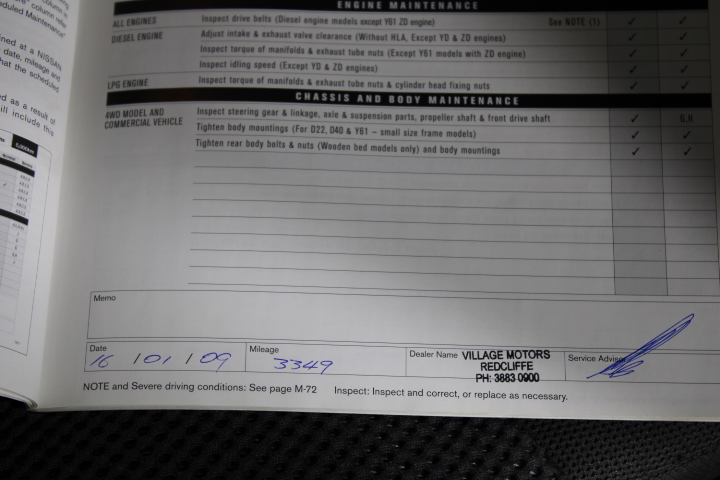 ENGINE MAINTENANCE
ALL ENGINES Inspect drive belts (Diesel engine models except Y61 ZD engine) See NOTE (1) ✓ ✓
DIESEL ENGINE Adjust intake & exhaust valve clearance (Without HLA, Except YD & ZD engines) ✓ ✓
Inspect torque of manifolds & exhaust tube nuts (Except Y61 models with ZD engine) ✓ ✓
Inspect idling speed (Except YD & ZD engines) ✓ ✓
LPG ENGINE Inspect torque of manifolds & exhaust tube nuts & cylinder head fixing nuts ✓ ✓
CHASSIS AND BODY MAINTENANCE
4WD MODEL AND Inspect steering gear & linkage, axle & suspension parts, propeller shaft & front drive shaft ✓ G,H
COMMERCIAL VEHICLE Tighten body mountings (For D22, D40 & Y61 – small size frame models) ✓ ✓
Tighten rear body bolts & nuts (Wooden bed models only) and body mountings ✓ ✓
Memo
Date
16 / 01 / 09
Mileage
3349
Dealer Name VILLAGE MOTORS
REDCLIFFE
PH: 3883 0900
Service Advisor
NOTE and Severe driving conditions: See page M-72 Inspect: Inspect and correct, or replace as necessary.